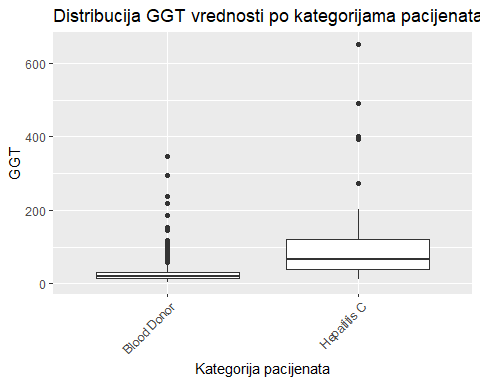 Distribucija GGT vrednosti po kategorijama pacijenata
600
400
200
0
GGT
Blood Donor
Hepatitis C
Kategorija pacijenata